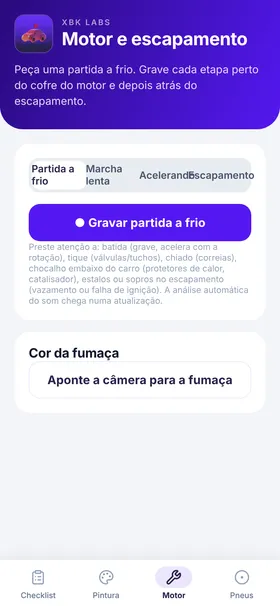 XBK LABS
Motor e escapamento
Peça uma partida a frio. Grave cada etapa perto
do cofre do motor e depois atrás do
escapamento.
Partida a
frio
Marcha
lenta
Acelerando
Escapamento
Gravar partida a frio
Preste atenção a: batida (grave, acelera com a
rotação), tique (válvulas/tuchos), chiado (correias),
chocalho embaixo do carro (protetores de calor,
catalisador), estalos ou sopros no escapamento
(vazamento ou falha de ignição). A análise automática
do som chega numa atualização.
Cor da fumaça
Aponte a câmera para a fumaça
Checklist
Pintura
Motor
Pneus